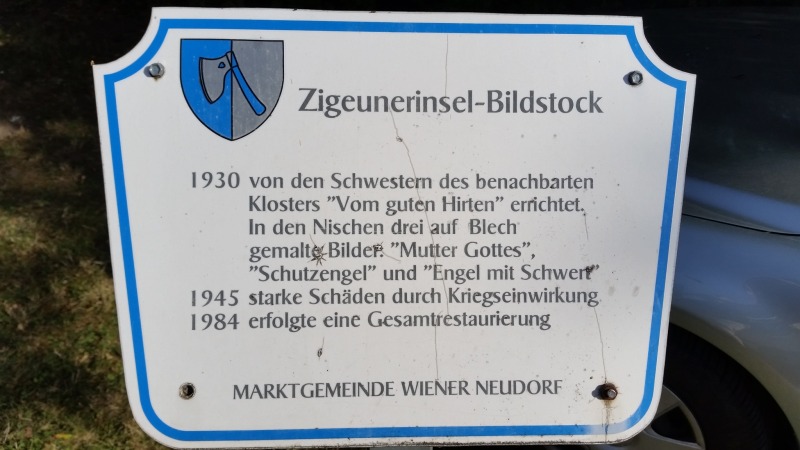 Zigeunerinsel-Bildstock
1930 von den Schwestern des benachbarten
Klosters "Vom guten Hirten" errichtet.
In den Nischen drei auf Blech
gemalte Bilder: "Mutter Gottes",
"Schutzengel" und "Engel mit Schwert"
1945 starke Schäden durch Kriegseinwirkung
1984 erfolgte eine Gesamtrestaurierung
MARKTGEMEINDE WIENER NEUDORF